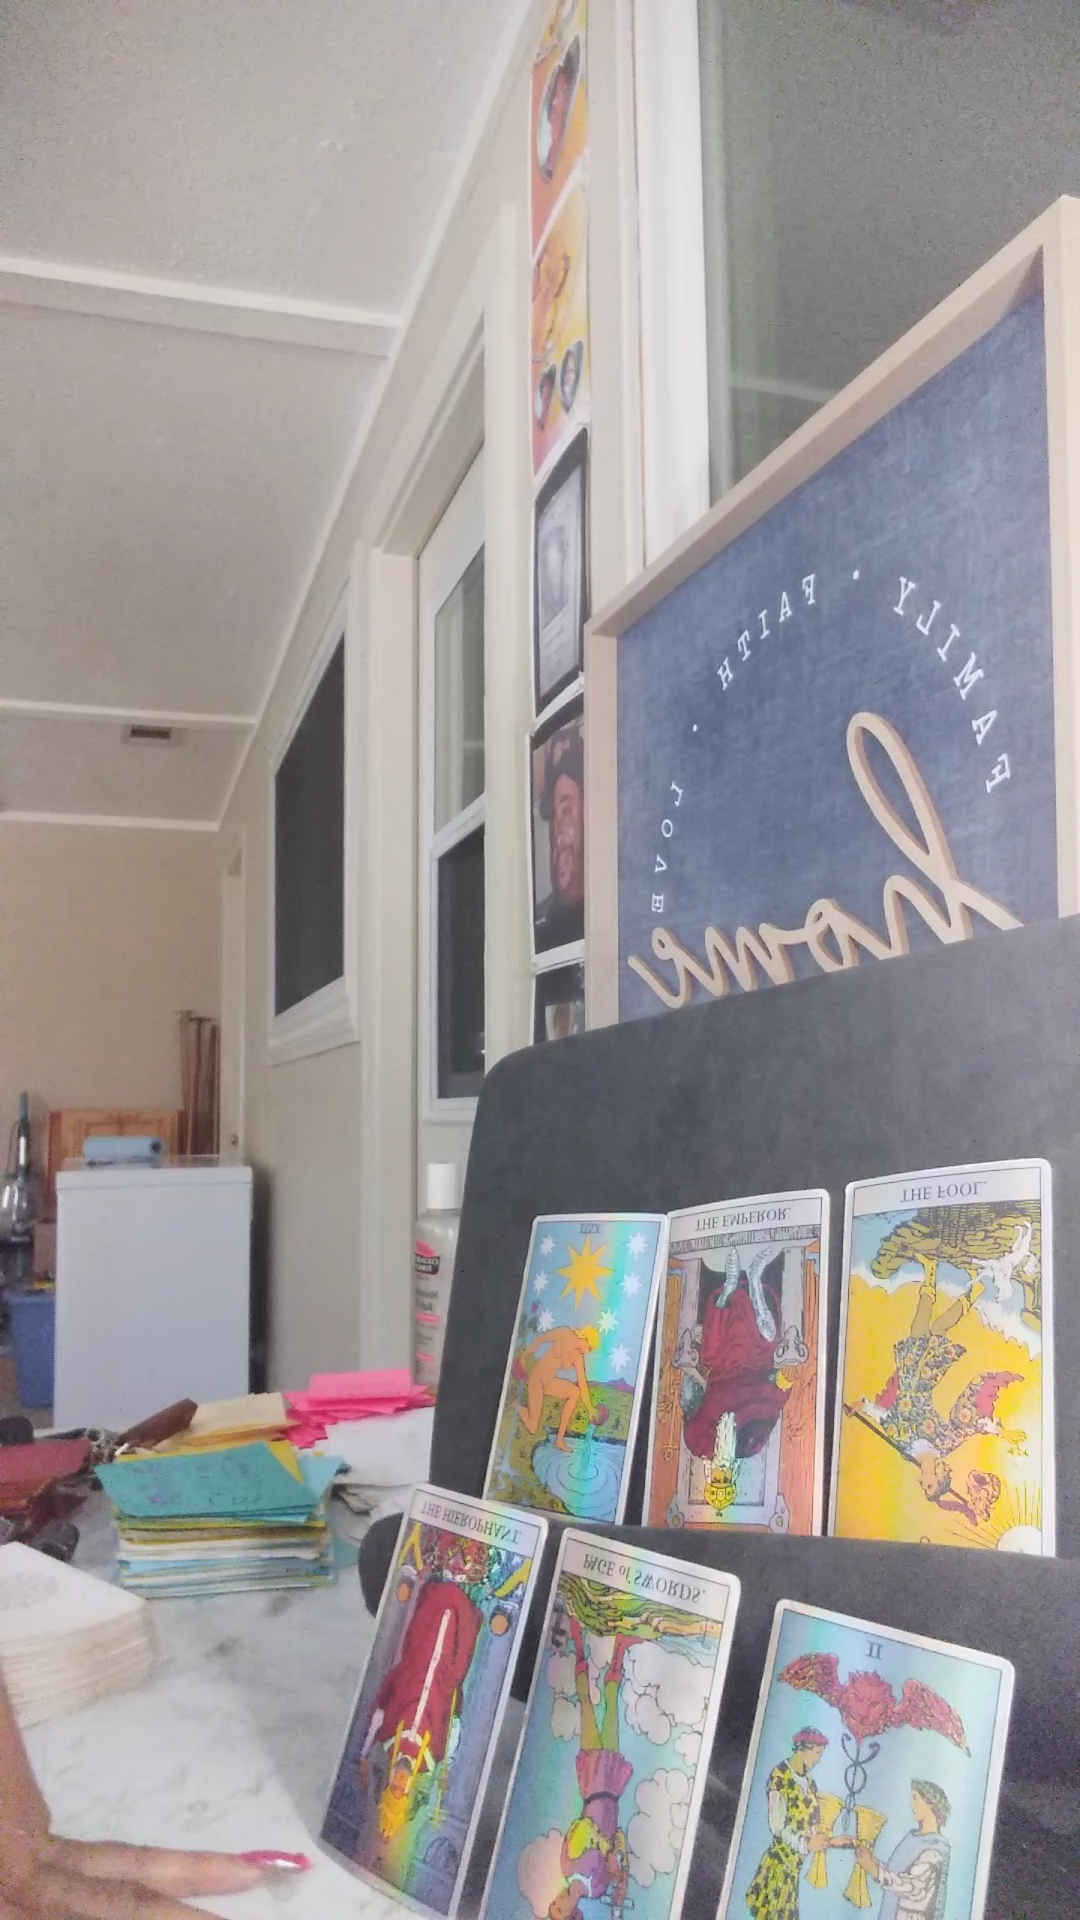 LOVE · FAITH · FAMILY
home
XVII
THE EMPEROR.
THE FOOL.
THE HIEROPHANT.
PAGE of SWORDS.
II